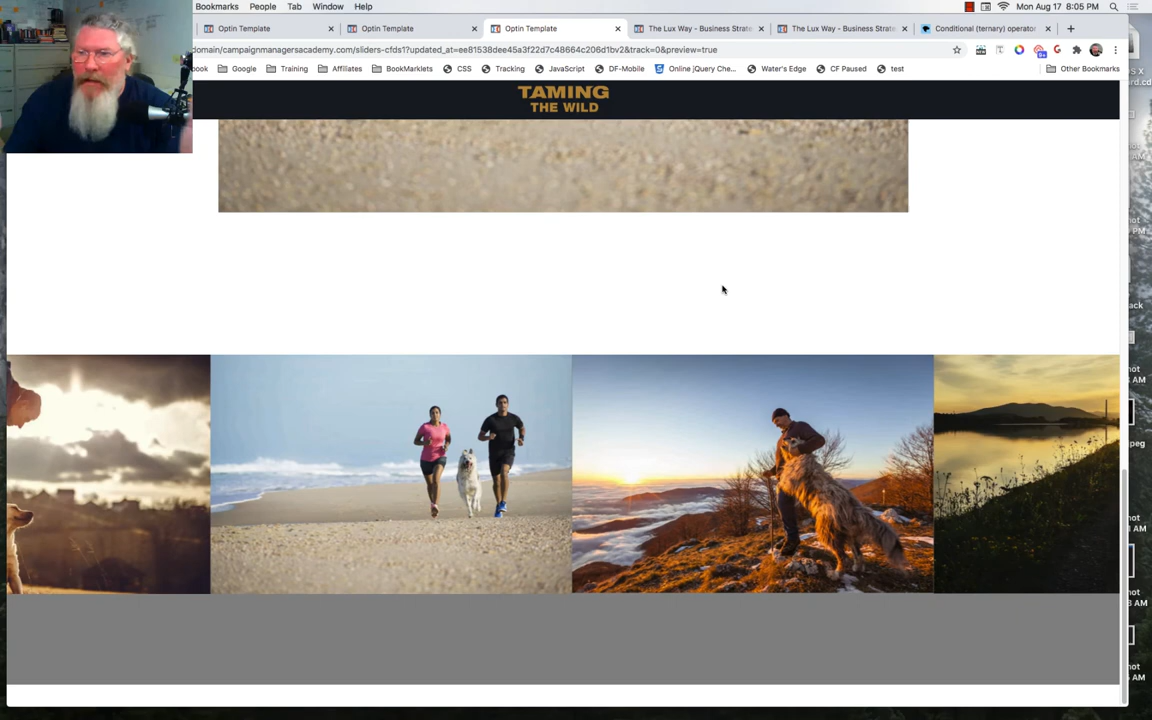 Bookmarks People Tab Window Help
Mon Aug 17 8:05 PM
Optin Template
Optin Template
Optin Template
The Lux Way - Business Strate
The Lux Way - Business Strate
Conditional (ternary) operator
domain/campaignmanagersacademy.com/sliders-cfds1?updated_at=ee81538dee45a3f22d7c48664c206d1bv2&track=0&preview=true
book Google Training Affiliates BookMarklets CSS Tracking JavaScript DF-Mobile Online jQuery Che... Water's Edge CF Paused test Other Bookmarks
TAMING
THE WILD